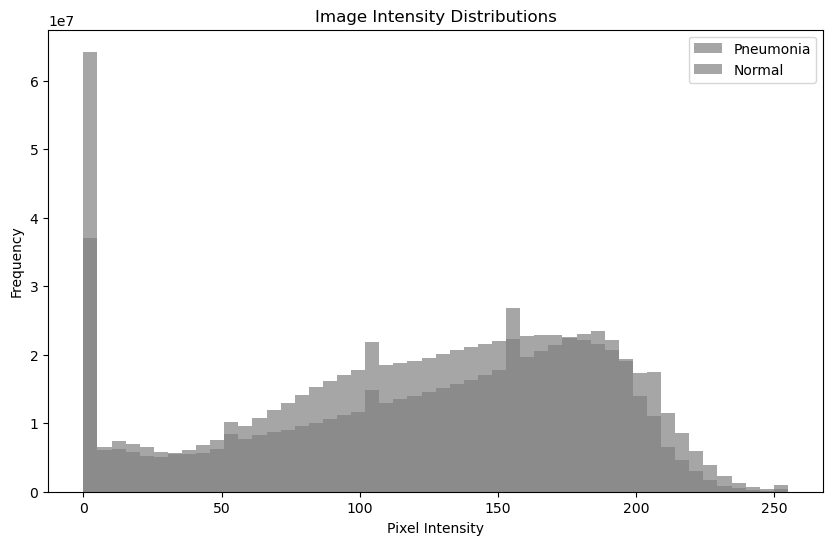 Image Intensity Distributions
1e7
Pneumonia
Normal
6
5
4
3
2
1
0
Frequency
0 50 100 150 200 250
Pixel Intensity